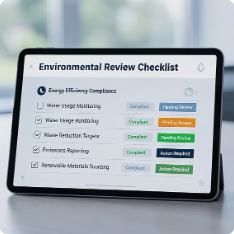 Environmental Review Checklist
Energy Efficiency Compliance
Water Usage Monitoring Compliant Pending Review
Water Usage Monitoring Compliant Pending Review
Waste Reduction Targets Compliant Pending Review
Emissions Reporting Compliant Action Required
Renewable Materials Sourcing Compliant Action Required